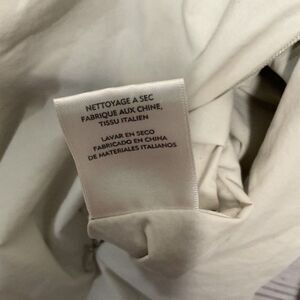 NETTOYAGE A SEC
FABRIQUE AUX CHINE,
TISSU ITALIEN
LAVAR EN SECO
FABRICADO EN CHINA
DE MATERIALES ITALIANOS